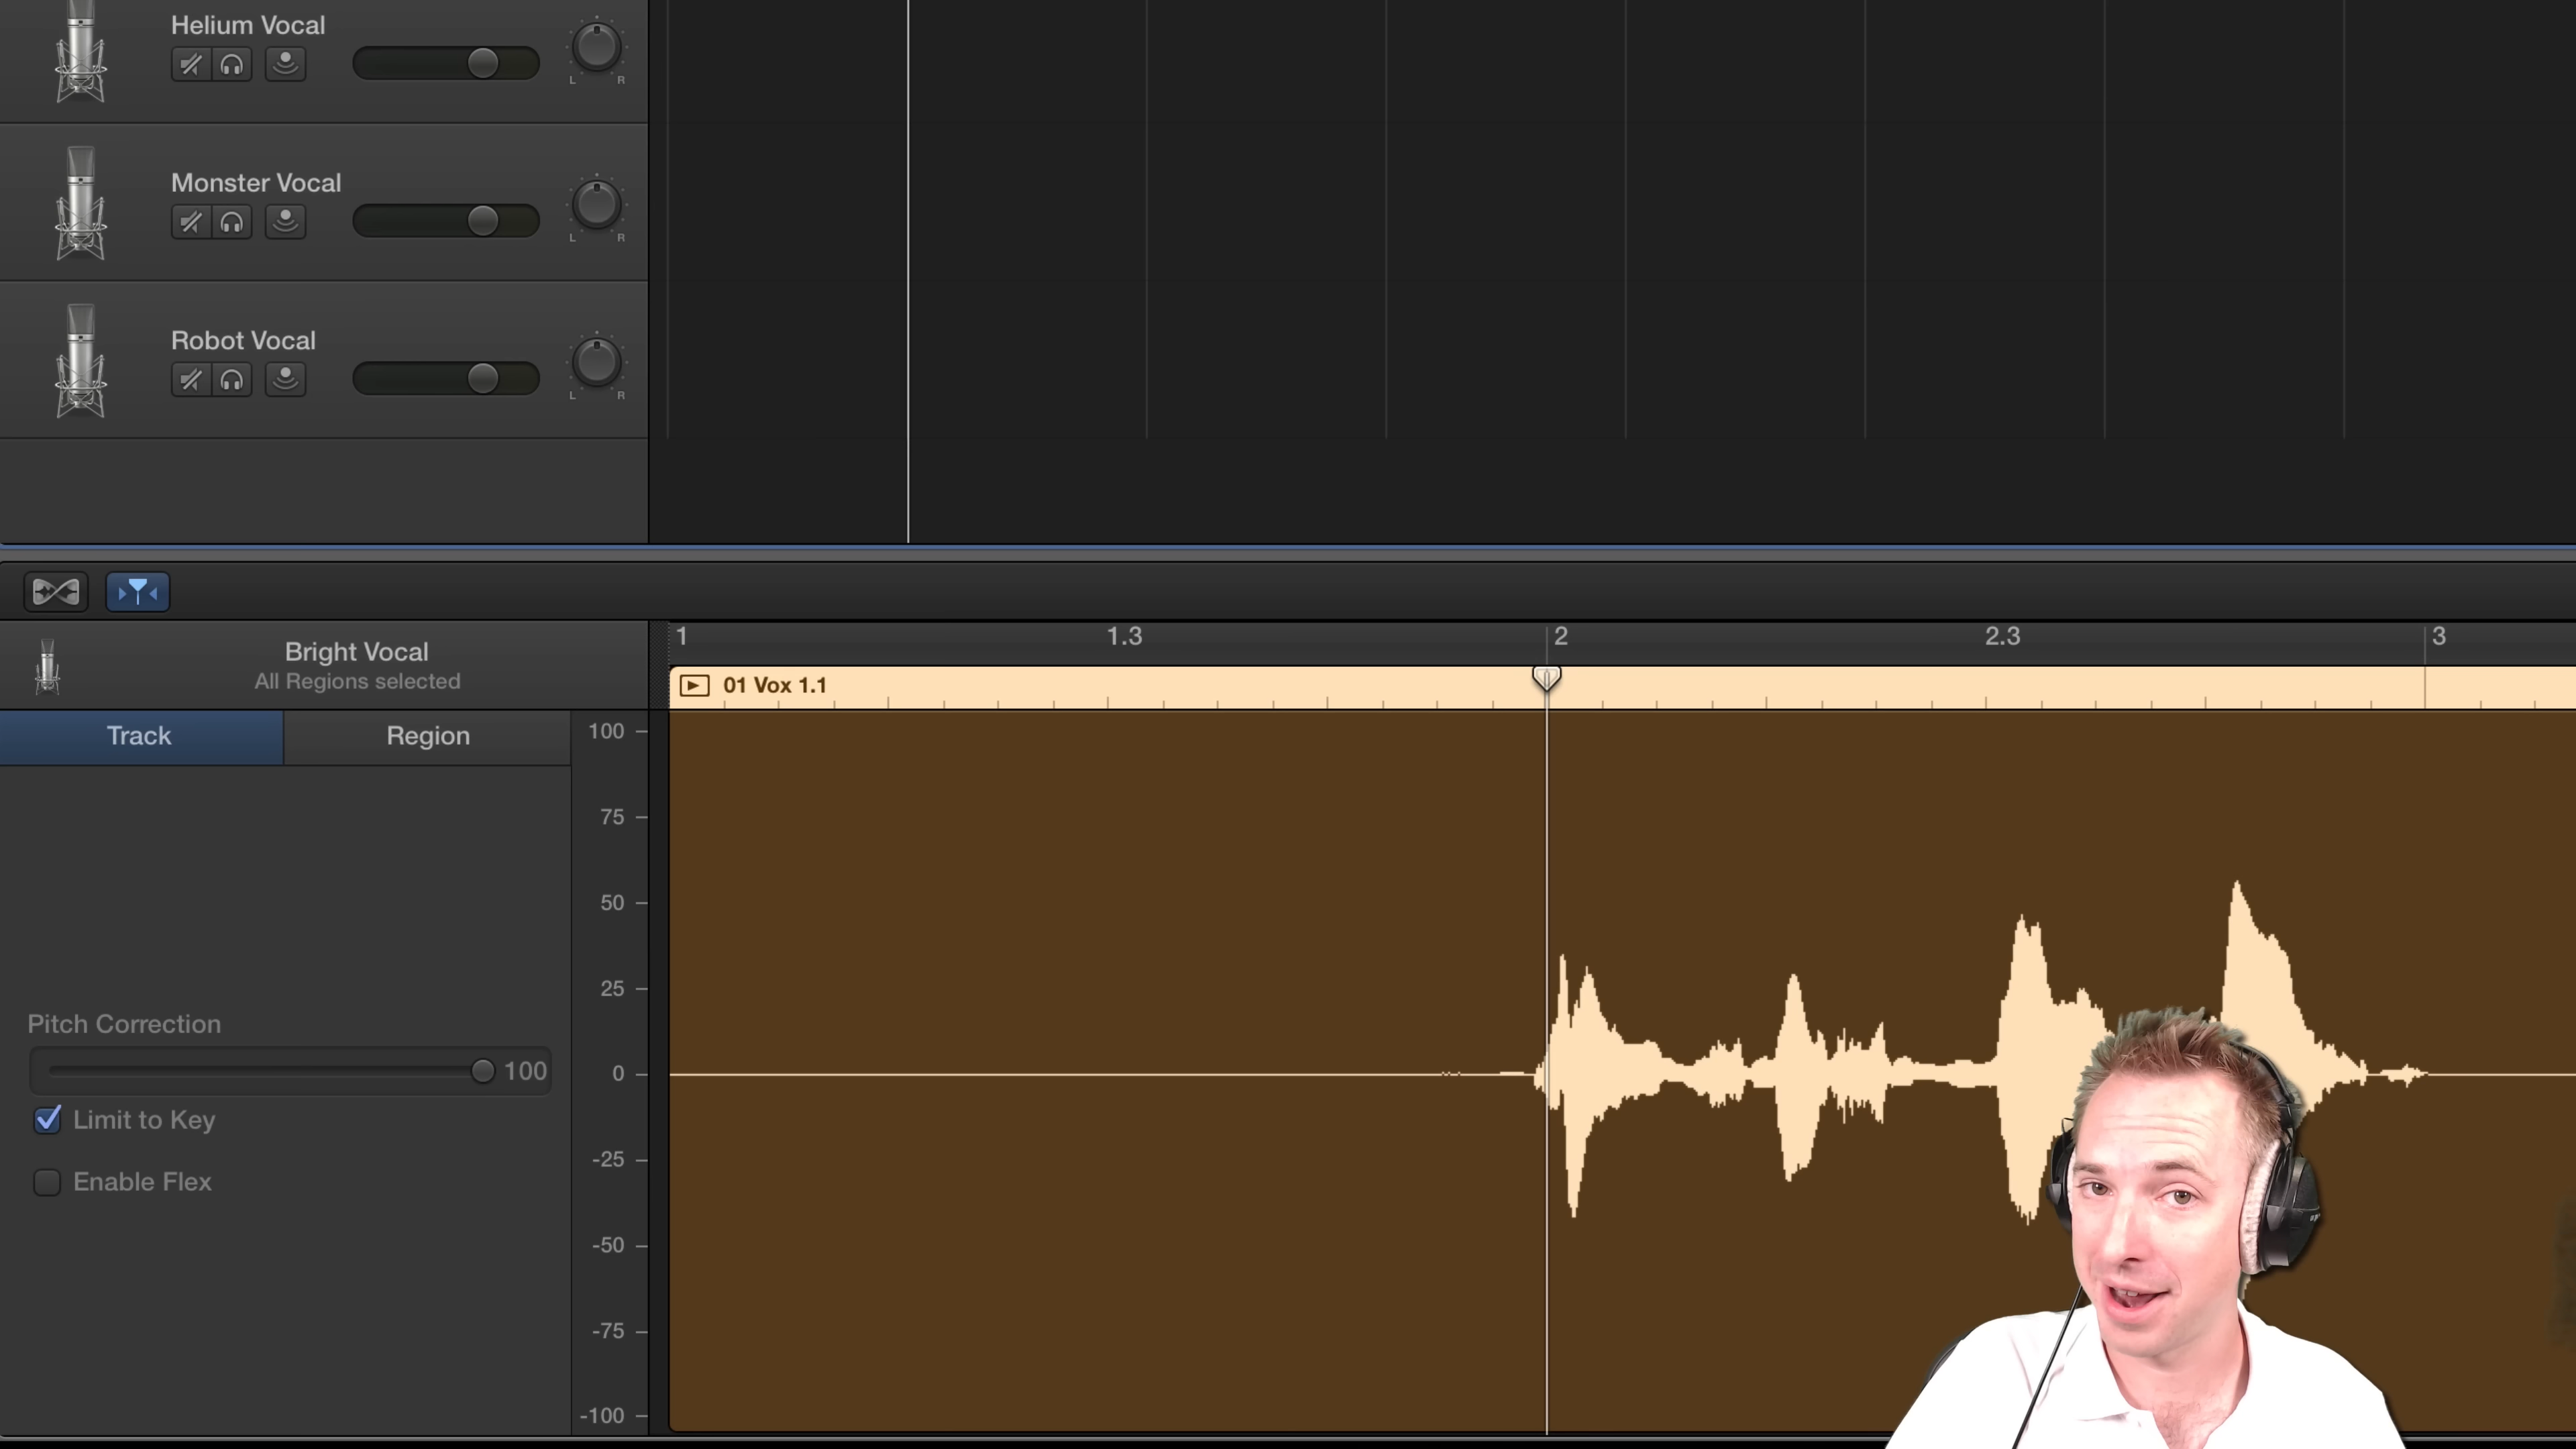 Helium Vocal
L R
Monster Vocal
L R
Robot Vocal
L R
1 1.3 2 2.3 3
Bright Vocal
All Regions selected
01 Vox 1.1
Track Region
100
75
50
25
0
-25
-50
-75
-100
Pitch Correction
100
Limit to Key
Enable Flex